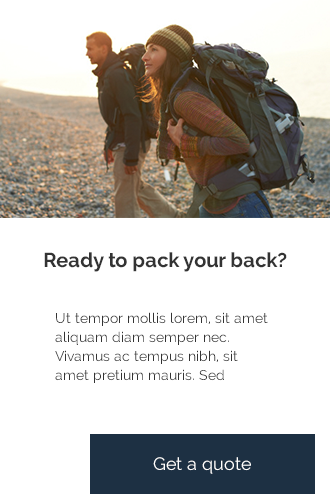 Ready to pack your back?
Ut tempor mollis lorem, sit amet
aliquam diam semper nec.
Vivamus ac tempus nibh, sit
amet pretium mauris. Sed
Get a quote